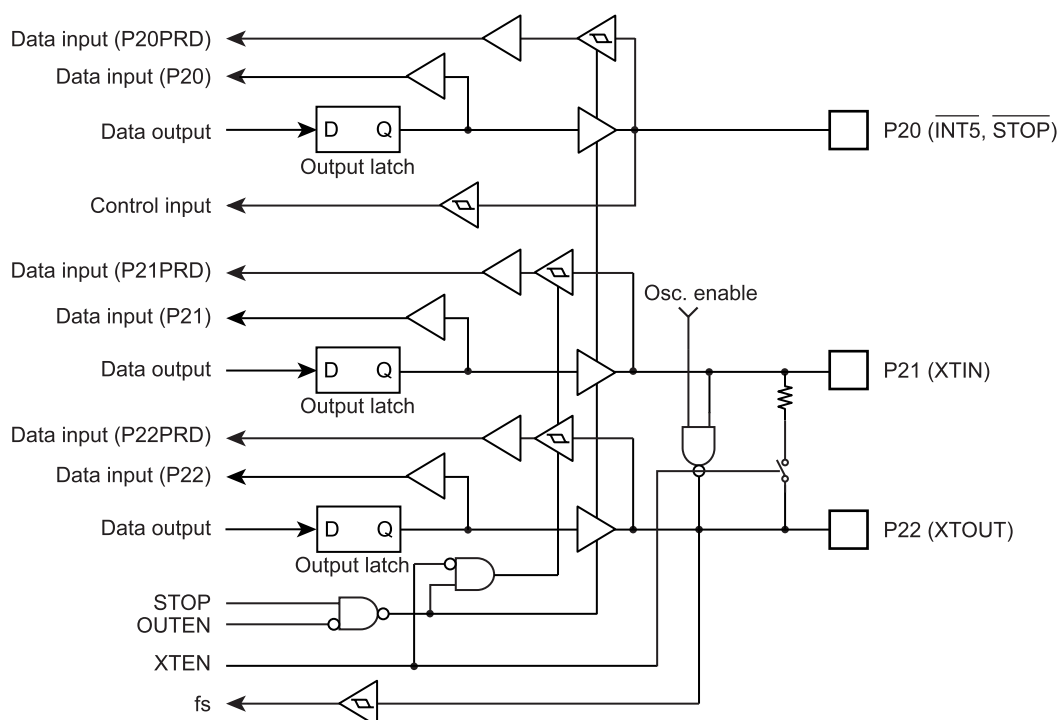 Data input (P20PRD)
Data input (P20)
Data output
D Q
Output latch
P20 (INT5, STOP)
Control input
Data input (P21PRD)
Osc. enable
Data input (P21)
Data output
D Q
Output latch
P21 (XTIN)
Data input (P22PRD)
Data input (P22)
Data output
D Q
Output latch
P22 (XTOUT)
STOP
OUTEN
XTEN
fs